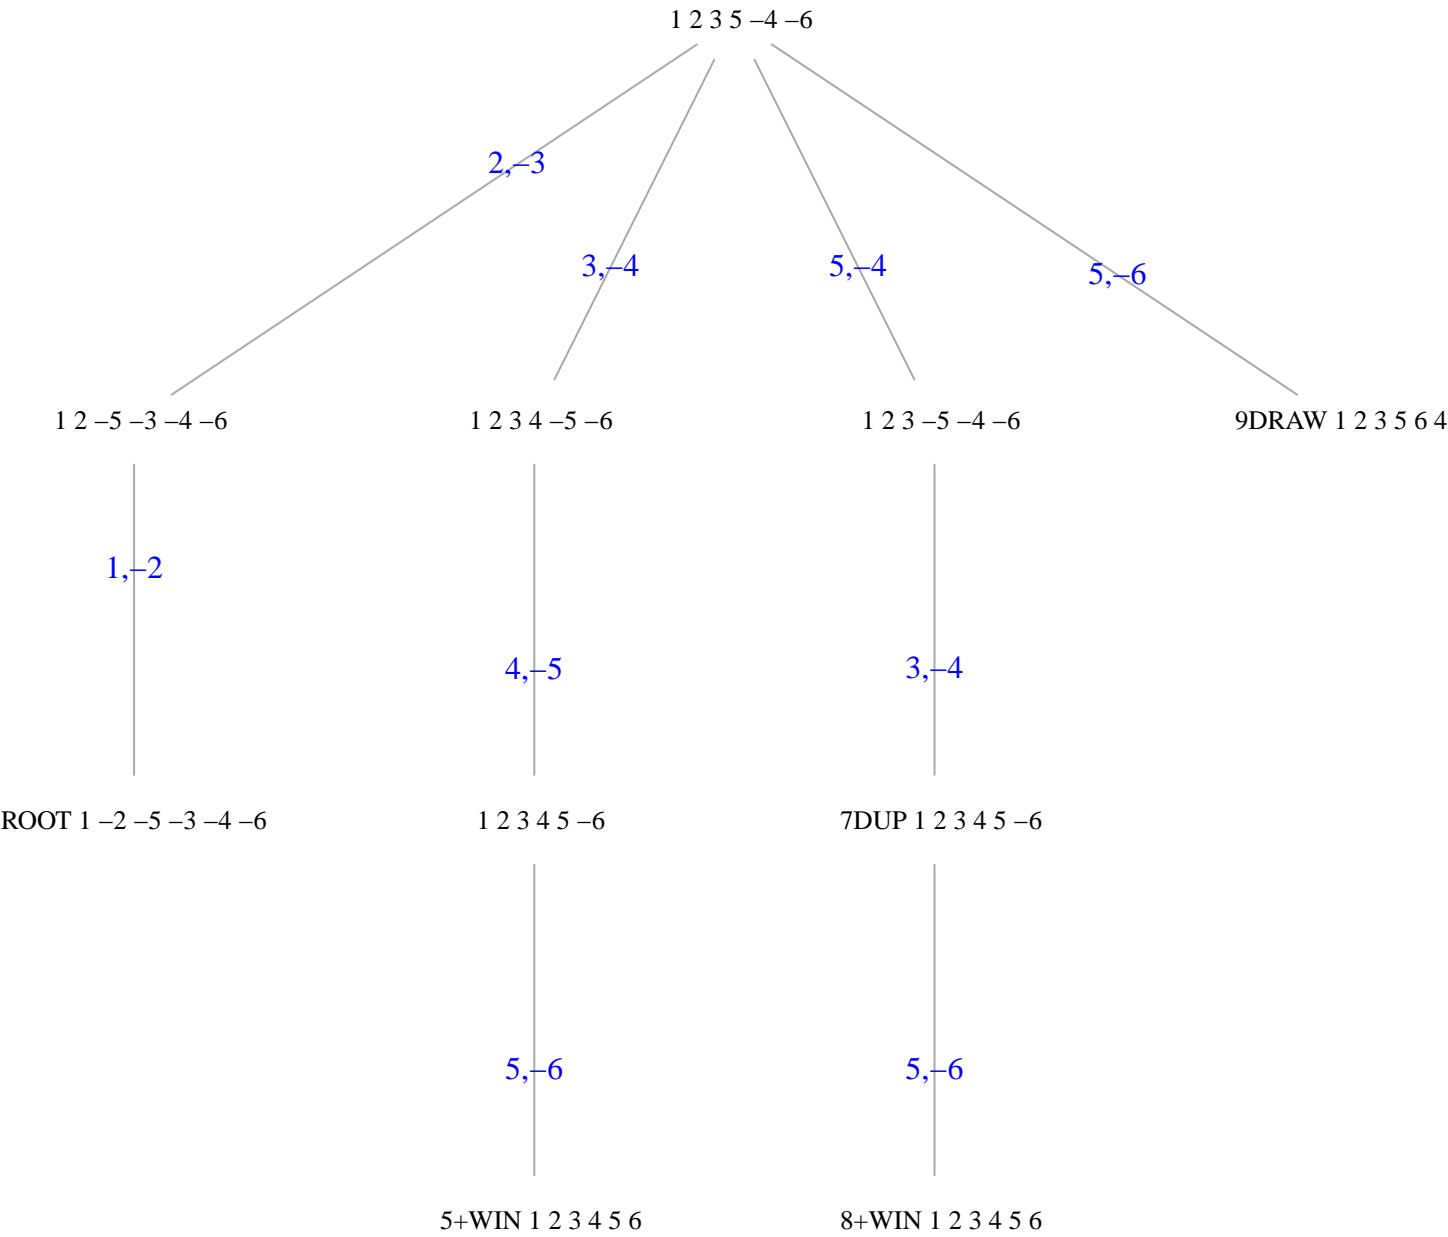 1 2 3 5 –4 –6
2,–3
3,–4
5,–4
5,–6
1 2 –5 –3 –4 –6
1 2 3 4 –5 –6
1 2 3 –5 –4 –6
9DRAW 1 2 3 5 6 4
1,–2
4,–5
3,–4
ROOT 1 –2 –5 –3 –4 –6
1 2 3 4 5 –6
7DUP 1 2 3 4 5 –6
5,–6
5,–6
5+WIN 1 2 3 4 5 6
8+WIN 1 2 3 4 5 6